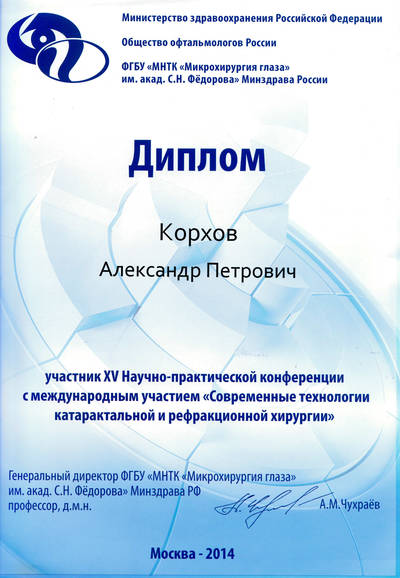 Министерство здравоохранения Российской Федерации
Общество офтальмологов России
ФГБУ «МНТК «Микрохирургия глаза»
им. акад. С.Н. Фёдорова» Минздрава России
Диплом
Корхов
Александр Петрович
участник XV Научно-практической конференции
с международным участием «Современные технологии
катарактальной и рефракционной хирургии»
Генеральный директор ФГБУ «МНТК «Микрохирургия глаза»
им. акад. С.Н. Фёдорова» Минздрава РФ
профессор, д.м.н.
А.М.Чухраёв
Москва - 2014